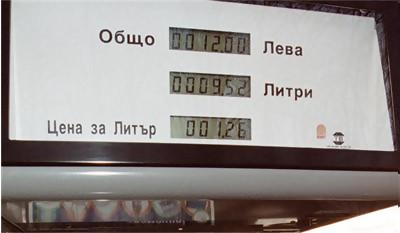 Общо 0012.00 Лева
0009.52 Литри
Цена за Литър 001.26